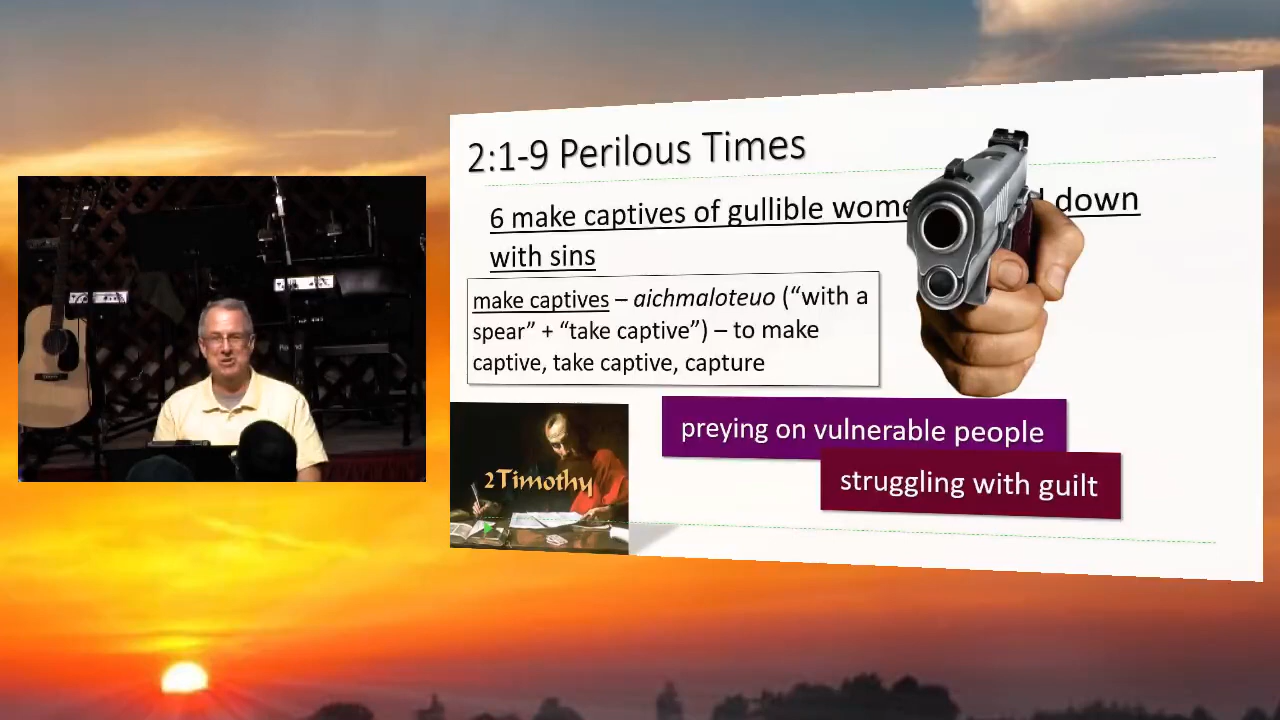 2:1-9 Perilous Times
6 make captives of gullible wome d down
with sins
make captives – aichmaloteuo (“with a
spear” + “take captive”) – to make
captive, take captive, capture
preying on vulnerable people
struggling with guilt
2Timothy